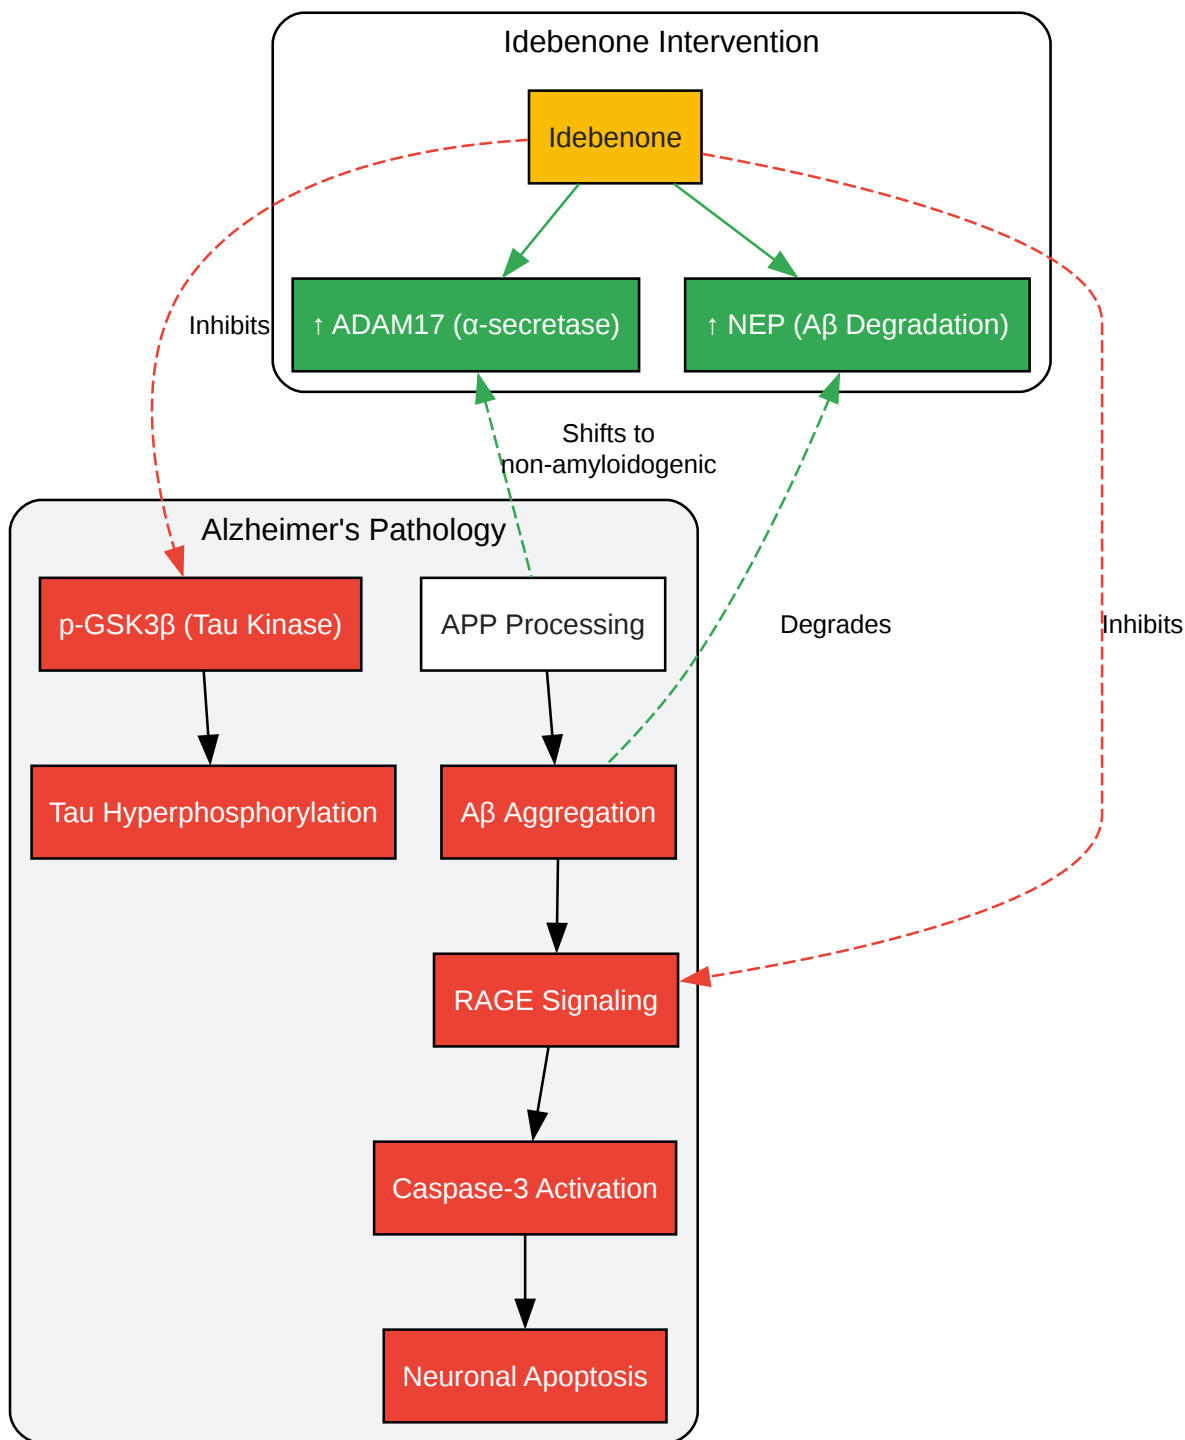 Idebenone Intervention
Idebenone
Inhibits
↑ ADAM17 (α-secretase)
↑ NEP (Aβ Degradation)
Shifts to
non-amyloidogenic
Alzheimer's Pathology
p-GSK3β (Tau Kinase)
APP Processing
Degrades
Inhibits
Tau Hyperphosphorylation
Aβ Aggregation
RAGE Signaling
Caspase-3 Activation
Neuronal Apoptosis